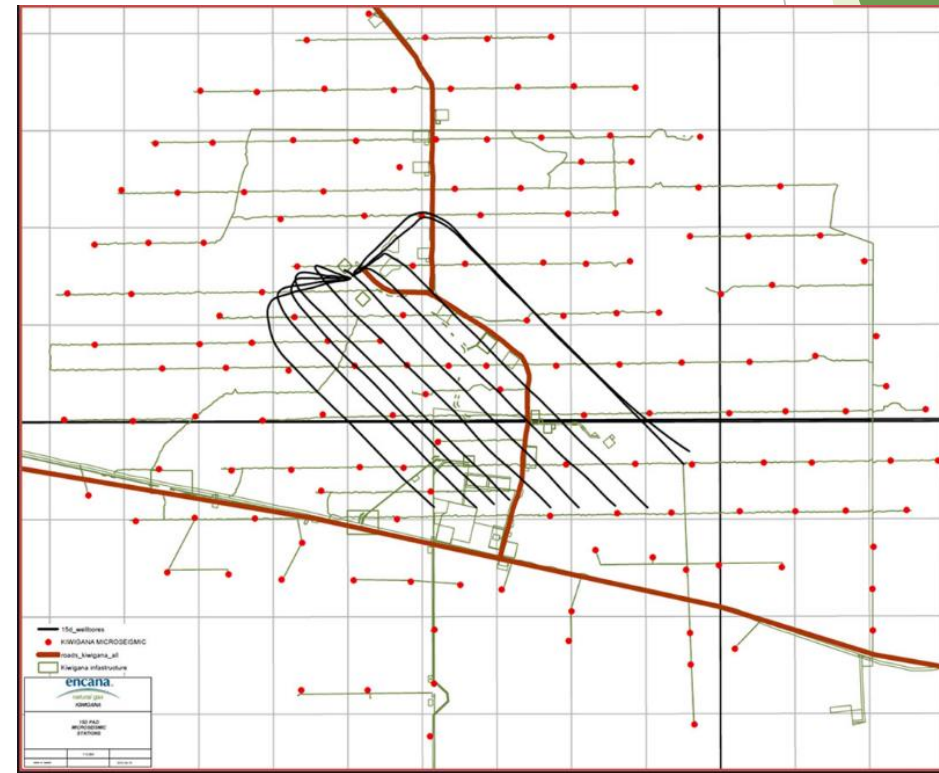 15d_wellbores
KIWIGANA MICROSEISMIC
roads_kiwigana_all
Kiwigana infrastructure
encana.
natural gas
KIWIGANA
15D PAD
MICROSEISMIC
STATIONS